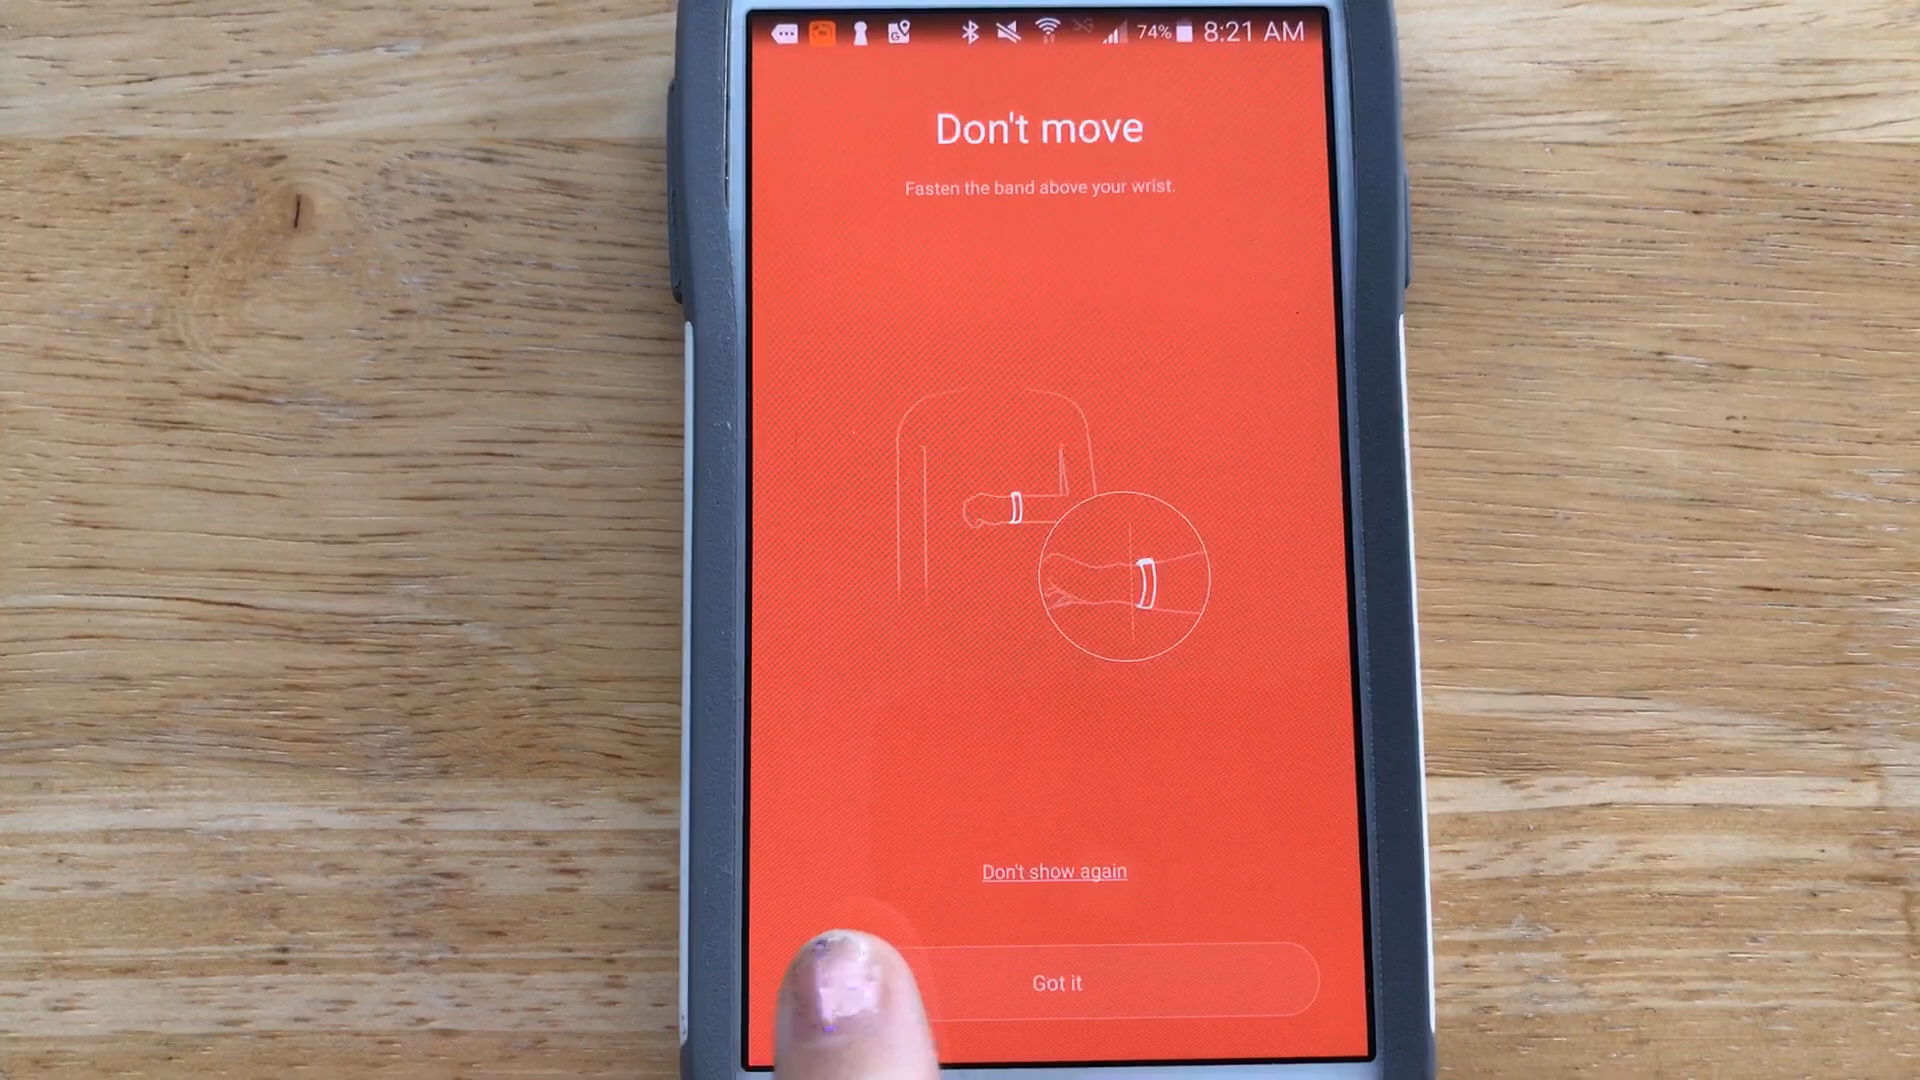 74% 8:21 AM
Don't move
Fasten the band above your wrist.
Don't show again
Got it